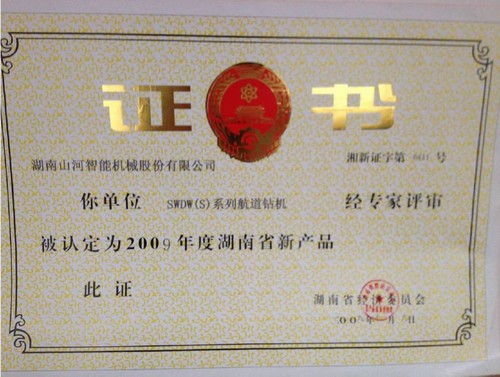 证书
湖南山河智能机械股份有限公司
湘新证字第 号
你单位 SWDW(S)系列航道钻机 经专家评审
被认定为2009年度湖南省新产品
此证
湖南省经济委员会
月 日